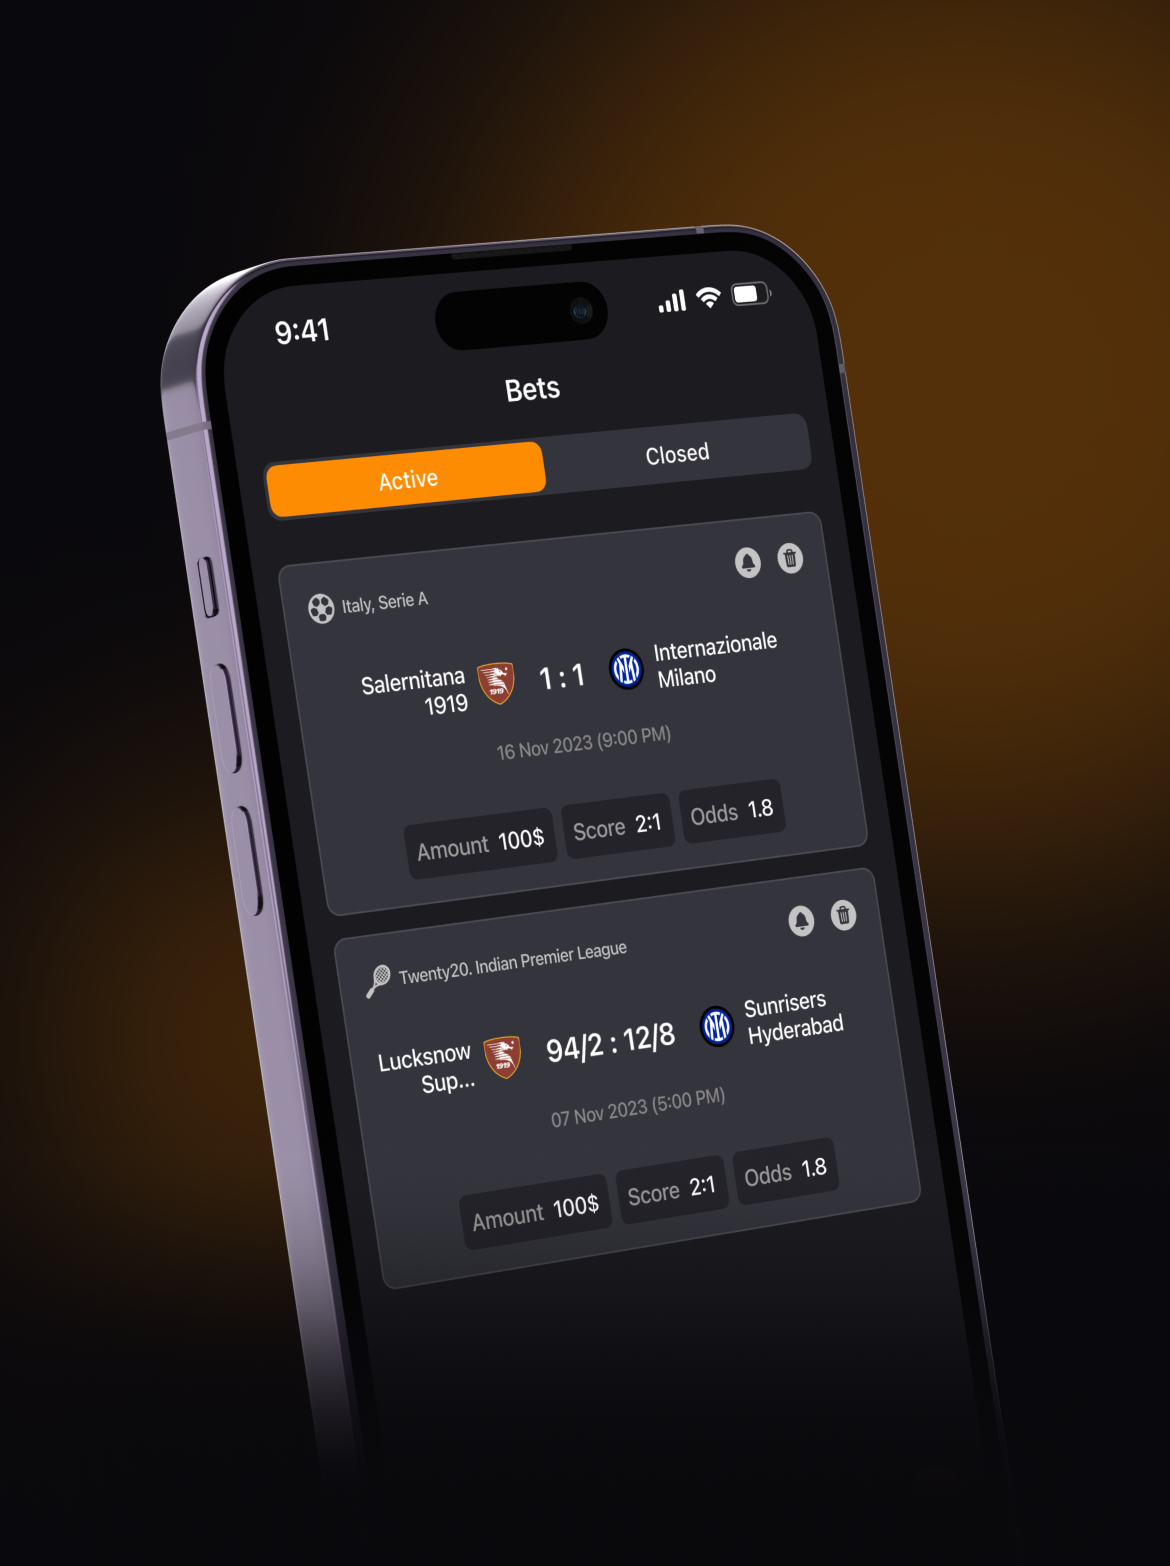 9:41
Bets
Active
Closed
Italy, Serie A
Salernitana
1919
1919
1 : 1
Internazionale
Milano
16 Nov 2023 (9:00 PM)
Amount 100$
Score 2:1
Odds 1.8
Twenty20. Indian Premier League
Lucksnow
Sup...
1919
94/2 : 12/8
Sunrisers
Hyderabad
07 Nov 2023 (5:00 PM)
Amount 100$
Score 2:1
Odds 1.8